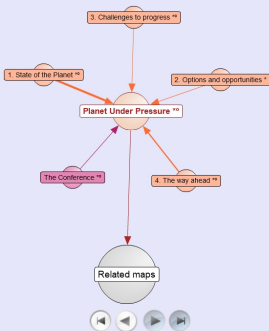 3. Challenges to progress
1. State of the Planet
2. Options and opportunities
Planet Under Pressure
The Conference
4. The way ahead
Related maps